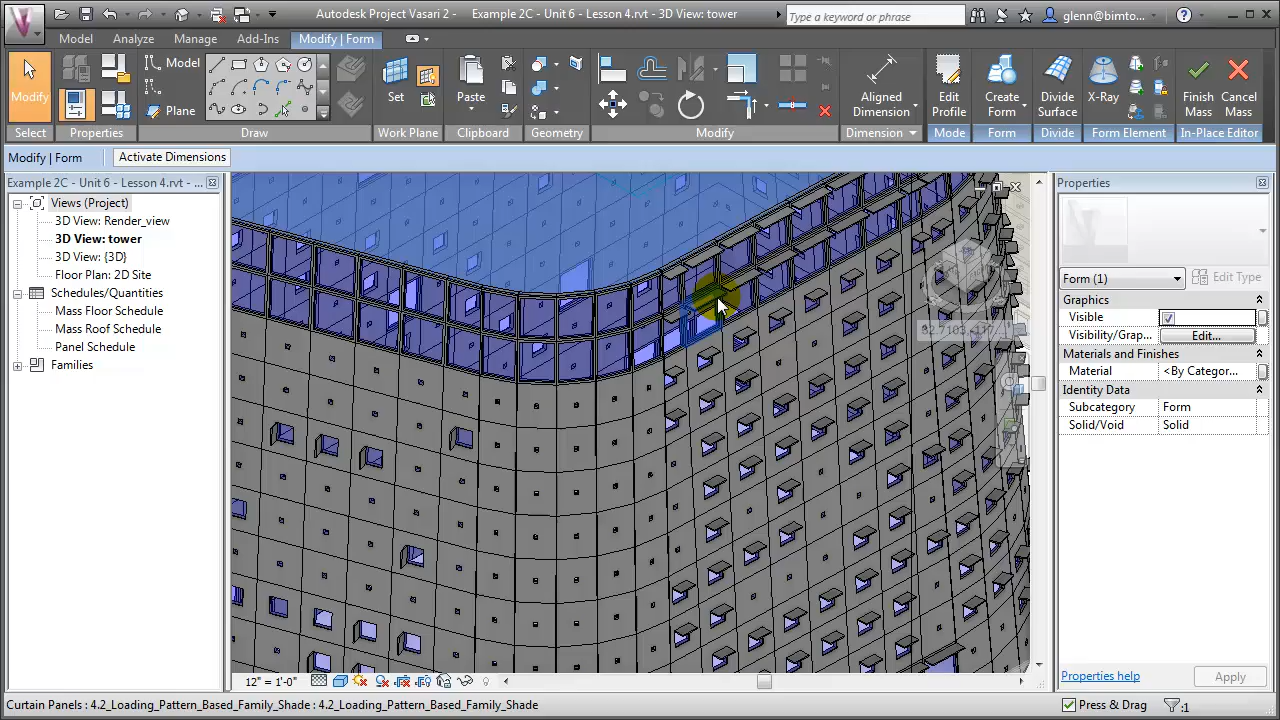 Autodesk Project Vasari 2 - Example 2C - Unit 6 - Lesson 4.rvt - 3D View: tower
Type a keyword or phrase
glenn@bimto...
Model Analyze Manage Add-Ins Modify | Form
Modify
Model
Plane
Set
Paste
Aligned
Dimension
Edit
Profile
Create
Form
Divide
Surface
X-Ray
Finish
Mass
Cancel
Mass
Select Properties Draw Work Plane Clipboard Geometry Modify Dimension Mode Form Divide Form Element In-Place Editor
Modify | Form Activate Dimensions
Example 2C - Unit 6 - Lesson 4.rvt - ...
Views (Project)
3D View: Render_view
3D View: tower
3D View: {3D}
Floor Plan: 2D Site
Schedules/Quantities
Mass Floor Schedule
Mass Roof Schedule
Panel Schedule
Families
Properties
Form (1) Edit Type
Graphics
Visible
Visibility/Grap... Edit...
Materials and Finishes
Material <By Categor...
Identity Data
Subcategory Form
Solid/Void Solid
Properties help Apply
12" = 1'-0"
Curtain Panels : 4.2_Loading_Pattern_Based_Family_Shade : 4.2_Loading_Pattern_Based_Family_Shade
Press & Drag :1